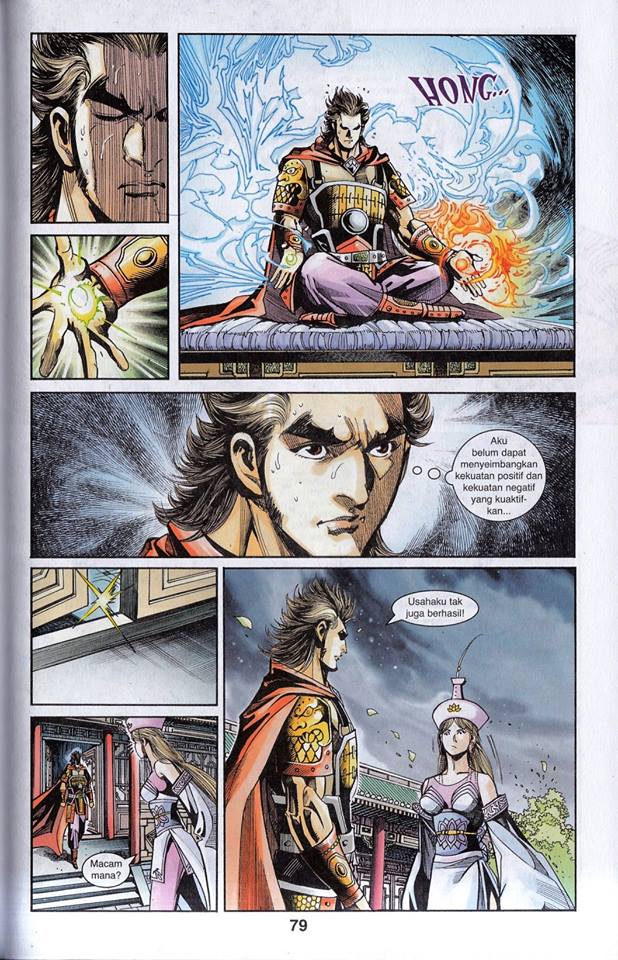 HONG...
Aku
belum dapat
menyeimbangkan
kekuatan positif dan
kekuatan negatif
yang kuaktif-
kan...
Macam
mana?
Usahaku tak
juga berhasil!
79